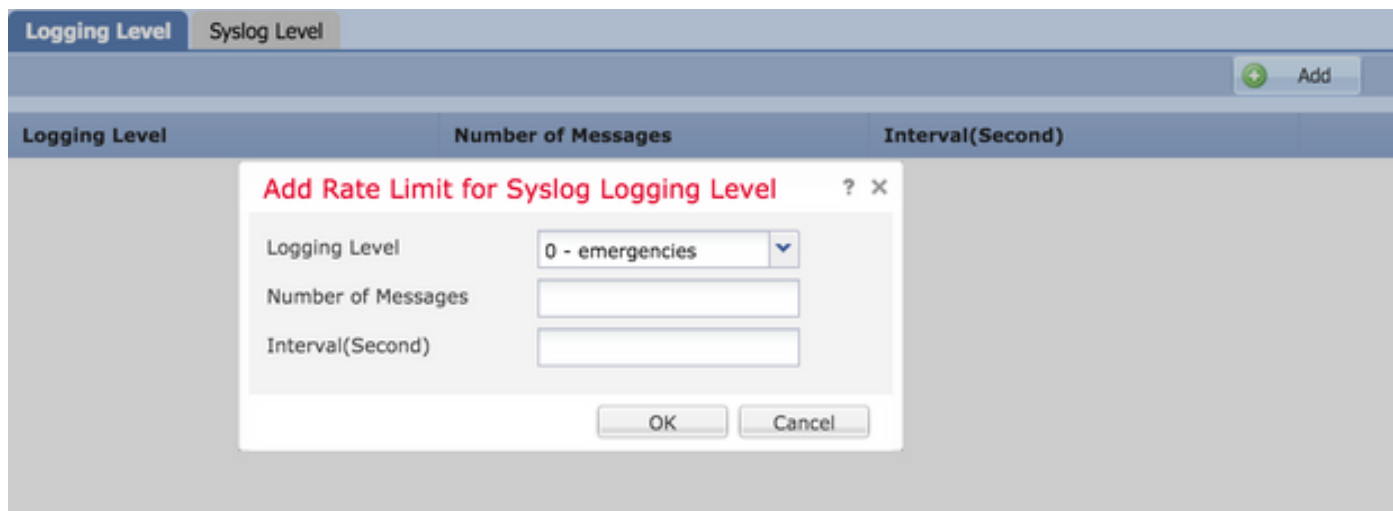 Logging Level Syslog Level
Add
Logging Level Number of Messages Interval(Second)
Add Rate Limit for Syslog Logging Level ? ×
Logging Level 0 - emergencies
Number of Messages
Interval(Second)
OK Cancel